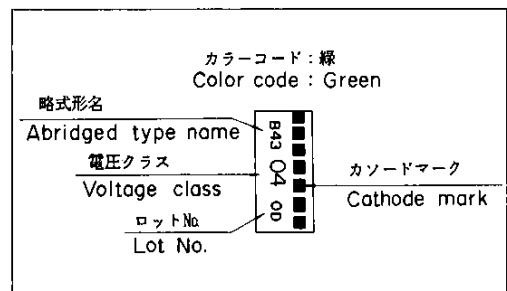 カラーコード：緑
Color code : Green
略式形名
Abridged type name
電圧クラス
Voltage class
ロットNo.
Lot No.
B43
04
OD
カソードマーク
Cathode mark